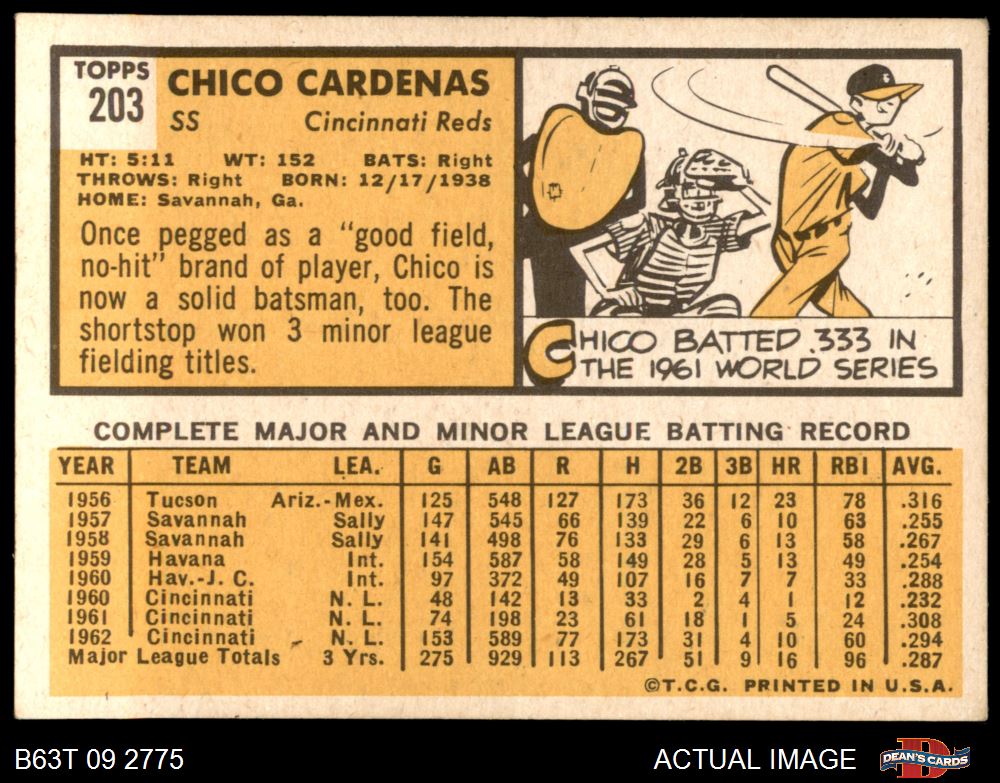 TOPPS
203
CHICO CARDENAS
SS Cincinnati Reds
HT: 5:11 WT: 152 BATS: Right
THROWS: Right BORN: 12/17/1938
HOME: Savannah, Ga.
Once pegged as a "good field,
no-hit" brand of player, Chico is
now a solid batsman, too. The
shortstop won 3 minor league
fielding titles.
CHICO BATTED .333 IN
THE 1961 WORLD SERIES
COMPLETE MAJOR AND MINOR LEAGUE BATTING RECORD
YEAR TEAM LEA. G AB R H 2B 3B HR RBI AVG.
1956 Tucson Ariz.-Mex. 125 548 127 173 36 12 23 78 .316
1957 Savannah Sally 147 545 66 139 22 6 10 63 .255
1958 Savannah Sally 141 498 76 133 29 6 13 58 .267
1959 Havana Int. 154 587 58 149 28 5 13 49 .254
1960 Hav.-J. C. Int. 97 372 49 107 16 7 7 33 .288
1960 Cincinnati N. L. 48 142 13 33 2 4 1 12 .232
1961 Cincinnati N. L. 74 198 23 61 18 1 5 24 .308
1962 Cincinnati N. L. 153 589 77 173 31 4 10 60 .294
Major League Totals 3 Yrs. 275 929 113 267 51 9 16 96 .287
©T.C.G. PRINTED IN U.S.A.
B63T 09 2775 ACTUAL IMAGE DEAN'S CARDS